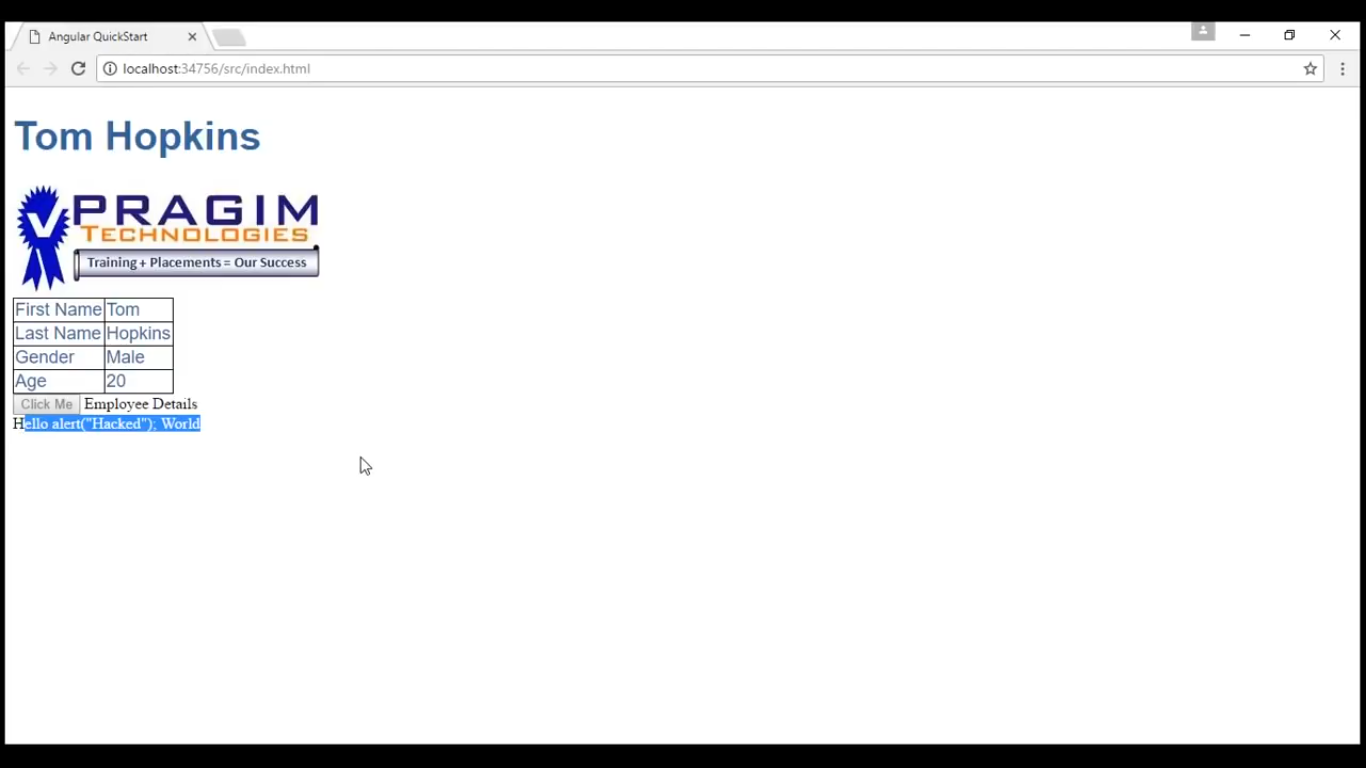 Angular QuickStart
localhost:34756/src/index.html
Tom Hopkins
PRAGIM
TECHNOLOGIES
Training + Placements = Our Success
First Name Tom
Last Name Hopkins
Gender Male
Age 20
Click Me Employee Details
Hello alert("Hacked"); World